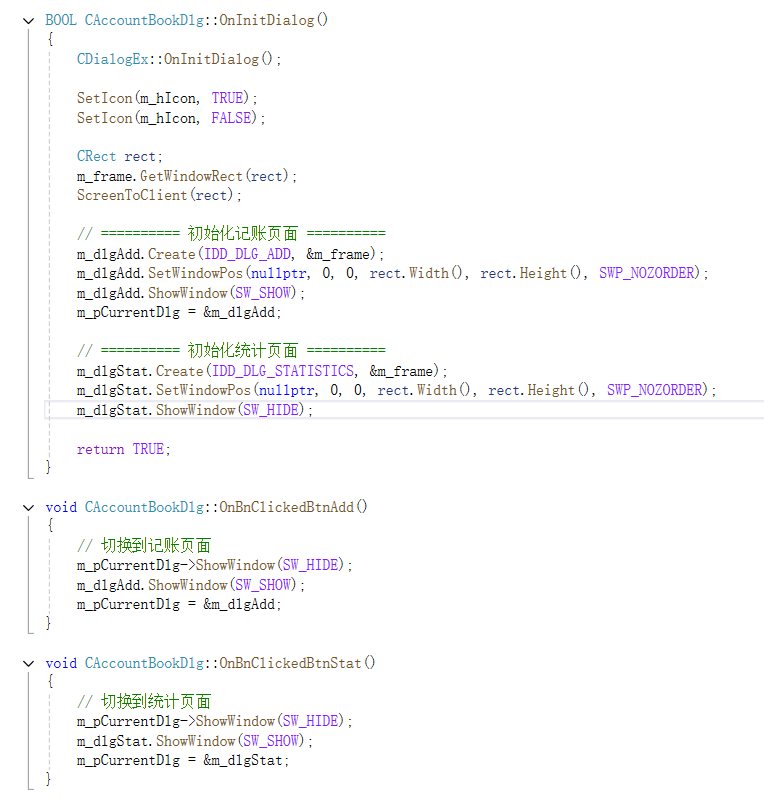 BOOL CAccountBookDlg::OnInitDialog()
{
CDialogEx::OnInitDialog();
SetIcon(m_hIcon, TRUE);
SetIcon(m_hIcon, FALSE);
CRect rect;
m_frame.GetWindowRect(rect);
ScreenToClient(rect);
// ========== 初始化记账页面 ==========
m_dlgAdd.Create(IDD_DLG_ADD, &m_frame);
m_dlgAdd.SetWindowPos(nullptr, 0, 0, rect.Width(), rect.Height(), SWP_NOZORDER);
m_dlgAdd.ShowWindow(SW_SHOW);
m_pCurrentDlg = &m_dlgAdd;
// ========== 初始化统计页面 ==========
m_dlgStat.Create(IDD_DLG_STATISTICS, &m_frame);
m_dlgStat.SetWindowPos(nullptr, 0, 0, rect.Width(), rect.Height(), SWP_NOZORDER);
m_dlgStat.ShowWindow(SW_HIDE);
return TRUE;
}
void CAccountBookDlg::OnBnClickedBtnAdd()
{
// 切换到记账页面
m_pCurrentDlg->ShowWindow(SW_HIDE);
m_dlgAdd.ShowWindow(SW_SHOW);
m_pCurrentDlg = &m_dlgAdd;
}
void CAccountBookDlg::OnBnClickedBtnStat()
{
// 切换到统计页面
m_pCurrentDlg->ShowWindow(SW_HIDE);
m_dlgStat.ShowWindow(SW_SHOW);
m_pCurrentDlg = &m_dlgStat;
}